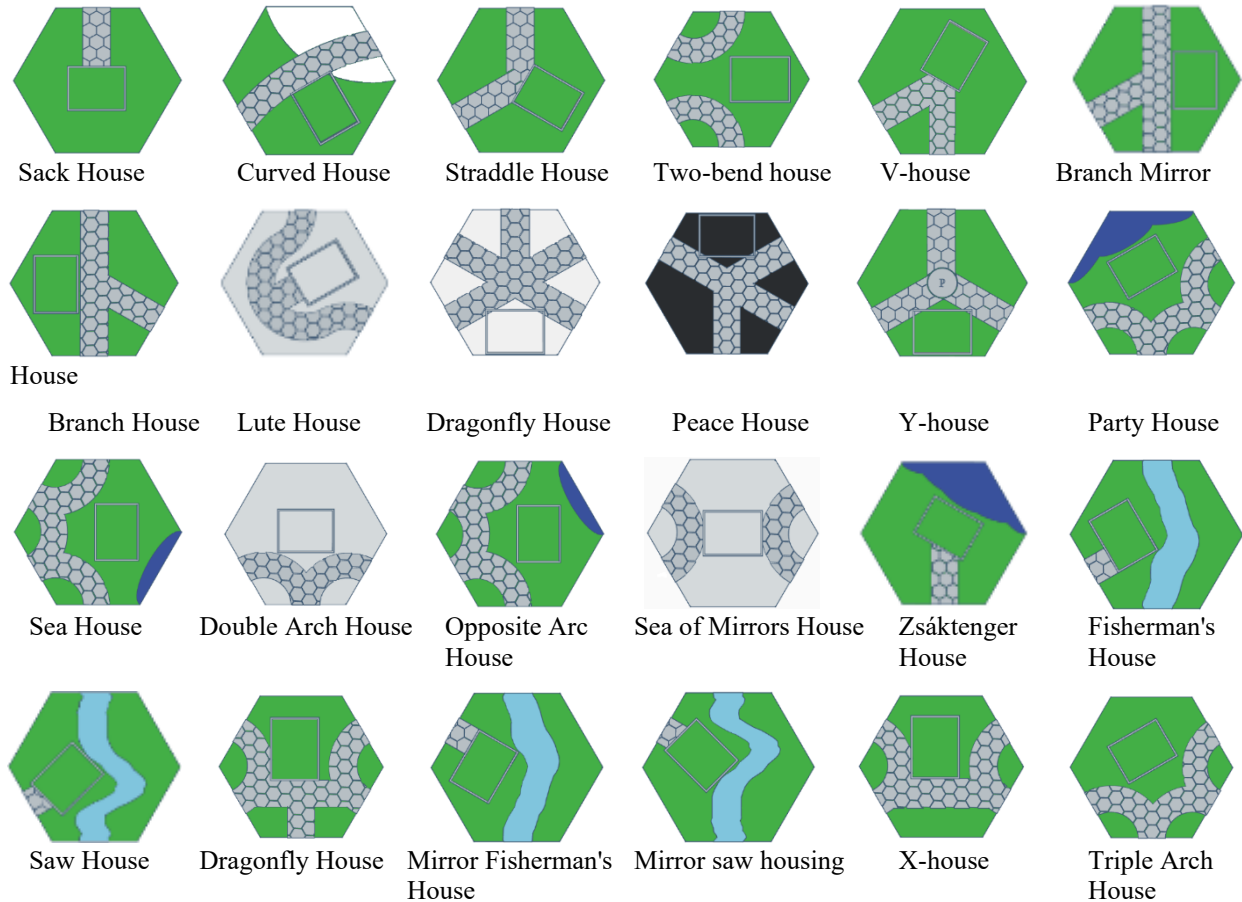 Sack House Curved House Straddle House Two-bend house V-house Branch Mirror
P
House
Branch House Lute House Dragonfly House Peace House Y-house Party House
Sea House Double Arch House Opposite Arc Sea of Mirrors House Zsáktenger Fisherman's
House House House
Saw House Dragonfly House Mirror Fisherman's Mirror saw housing X-house Triple Arch
House House